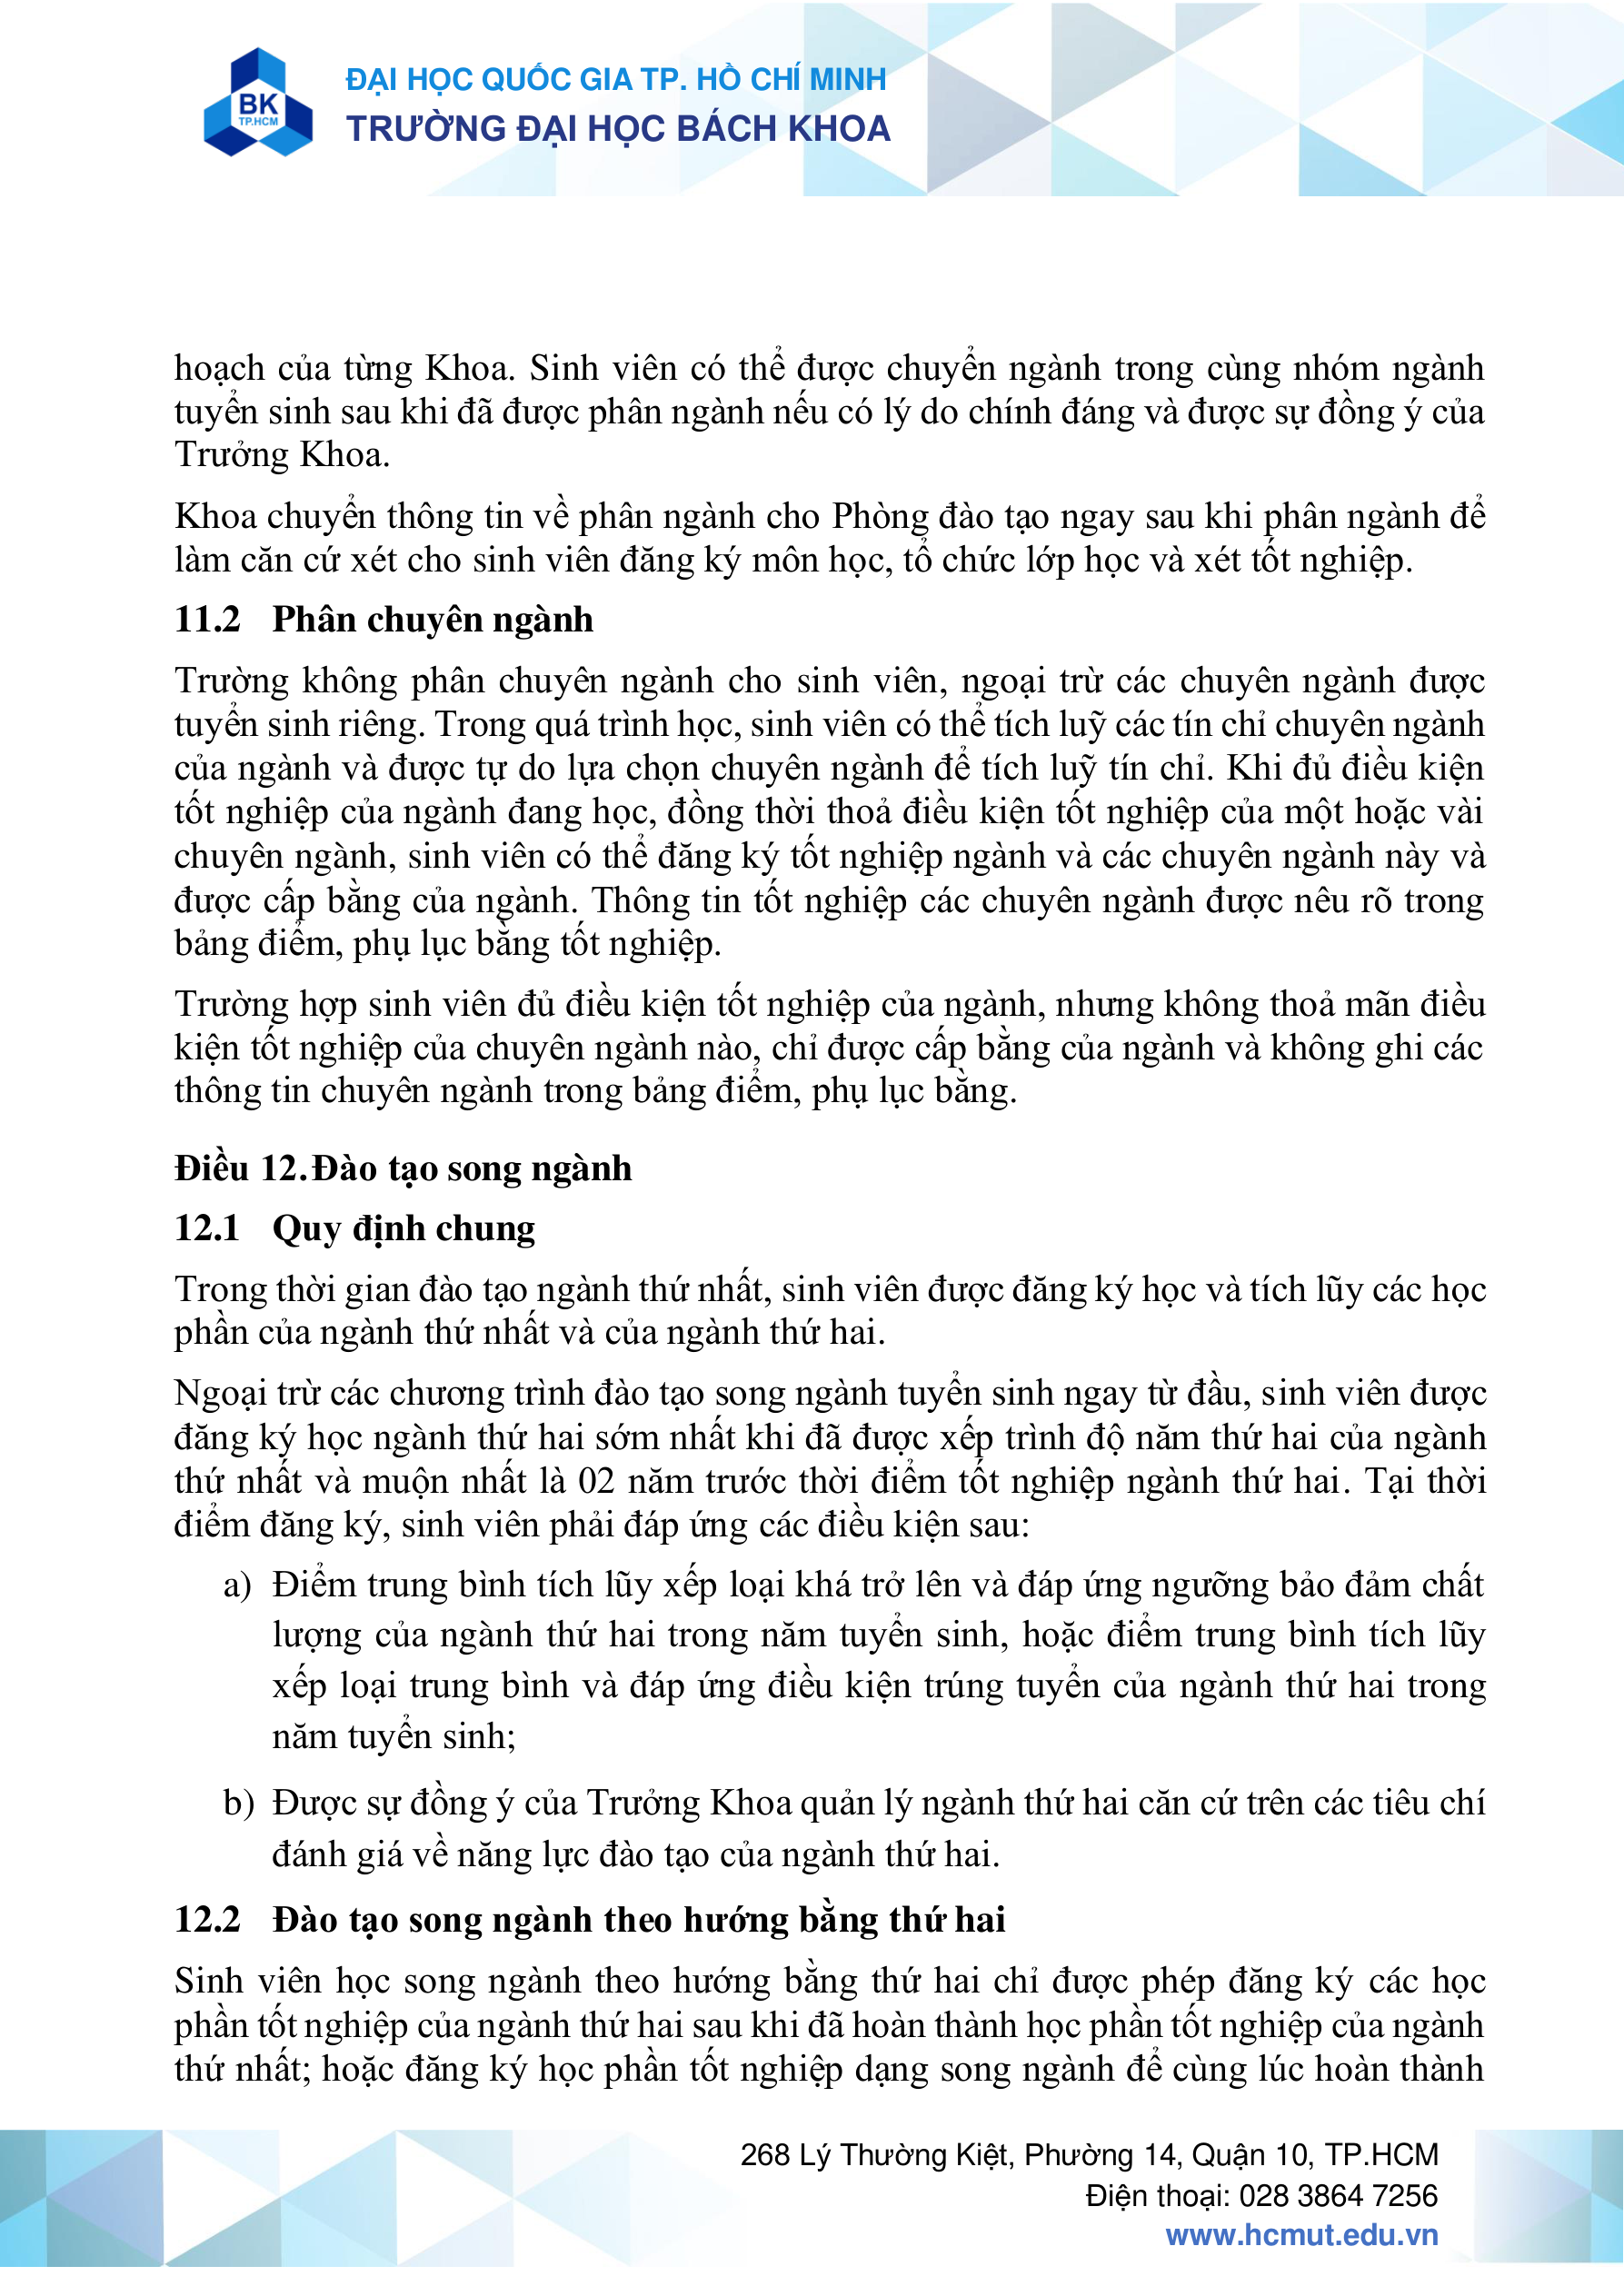 BK
TP.HCM
ĐẠI HỌC QUỐC GIA TP. HỒ CHÍ MINH
TRƯỜNG ĐẠI HỌC BÁCH KHOA
hoạch của từng Khoa. Sinh viên có thể được chuyển ngành trong cùng nhóm ngành
tuyển sinh sau khi đã được phân ngành nếu có lý do chính đáng và được sự đồng ý của
Trưởng Khoa.
Khoa chuyển thông tin về phân ngành cho Phòng đào tạo ngay sau khi phân ngành để
làm căn cứ xét cho sinh viên đăng ký môn học, tổ chức lớp học và xét tốt nghiệp.
11.2 Phân chuyên ngành
Trường không phân chuyên ngành cho sinh viên, ngoại trừ các chuyên ngành được
tuyển sinh riêng. Trong quá trình học, sinh viên có thể tích luỹ các tín chỉ chuyên ngành
của ngành và được tự do lựa chọn chuyên ngành để tích luỹ tín chỉ. Khi đủ điều kiện
tốt nghiệp của ngành đang học, đồng thời thoả điều kiện tốt nghiệp của một hoặc vài
chuyên ngành, sinh viên có thể đăng ký tốt nghiệp ngành và các chuyên ngành này và
được cấp bằng của ngành. Thông tin tốt nghiệp các chuyên ngành được nêu rõ trong
bảng điểm, phụ lục bằng tốt nghiệp.
Trường hợp sinh viên đủ điều kiện tốt nghiệp của ngành, nhưng không thoả mãn điều
kiện tốt nghiệp của chuyên ngành nào, chỉ được cấp bằng của ngành và không ghi các
thông tin chuyên ngành trong bảng điểm, phụ lục bằng.
Điều 12. Đào tạo song ngành
12.1 Quy định chung
Trong thời gian đào tạo ngành thứ nhất, sinh viên được đăng ký học và tích lũy các học
phần của ngành thứ nhất và của ngành thứ hai.
Ngoại trừ các chương trình đào tạo song ngành tuyển sinh ngay từ đầu, sinh viên được
đăng ký học ngành thứ hai sớm nhất khi đã được xếp trình độ năm thứ hai của ngành
thứ nhất và muộn nhất là 02 năm trước thời điểm tốt nghiệp ngành thứ hai. Tại thời
điểm đăng ký, sinh viên phải đáp ứng các điều kiện sau:
a) Điểm trung bình tích lũy xếp loại khá trở lên và đáp ứng ngưỡng bảo đảm chất
lượng của ngành thứ hai trong năm tuyển sinh, hoặc điểm trung bình tích lũy
xếp loại trung bình và đáp ứng điều kiện trúng tuyển của ngành thứ hai trong
năm tuyển sinh;
b) Được sự đồng ý của Trưởng Khoa quản lý ngành thứ hai căn cứ trên các tiêu chí
đánh giá về năng lực đào tạo của ngành thứ hai.
12.2 Đào tạo song ngành theo hướng bằng thứ hai
Sinh viên học song ngành theo hướng bằng thứ hai chỉ được phép đăng ký các học
phần tốt nghiệp của ngành thứ hai sau khi đã hoàn thành học phần tốt nghiệp của ngành
thứ nhất; hoặc đăng ký học phần tốt nghiệp dạng song ngành để cùng lúc hoàn thành
268 Lý Thường Kiệt, Phường 14, Quận 10, TP.HCM
Điện thoại: 028 3864 7256
www.hcmut.edu.vn